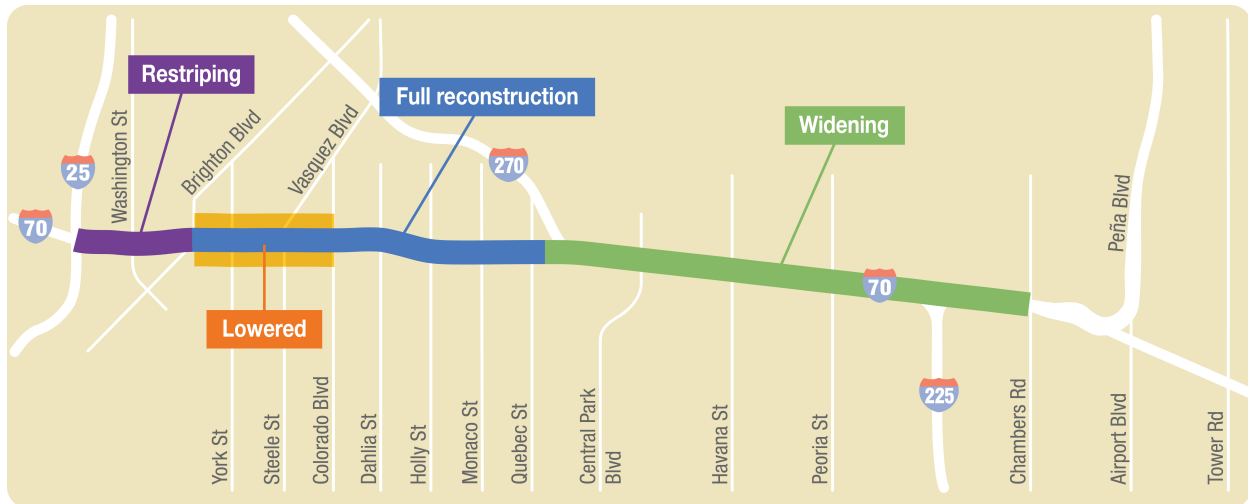 Restriping
Full reconstruction
Widening
Lowered
25
70
270
70
225
Washington St
Brighton Blvd
Vasquez Blvd
Peña Blvd
York St
Steele St
Colorado Blvd
Dahlia St
Holly St
Monaco St
Quebec St
Central Park
Blvd
Havana St
Peoria St
Chambers Rd
Airport Blvd
Tower Rd